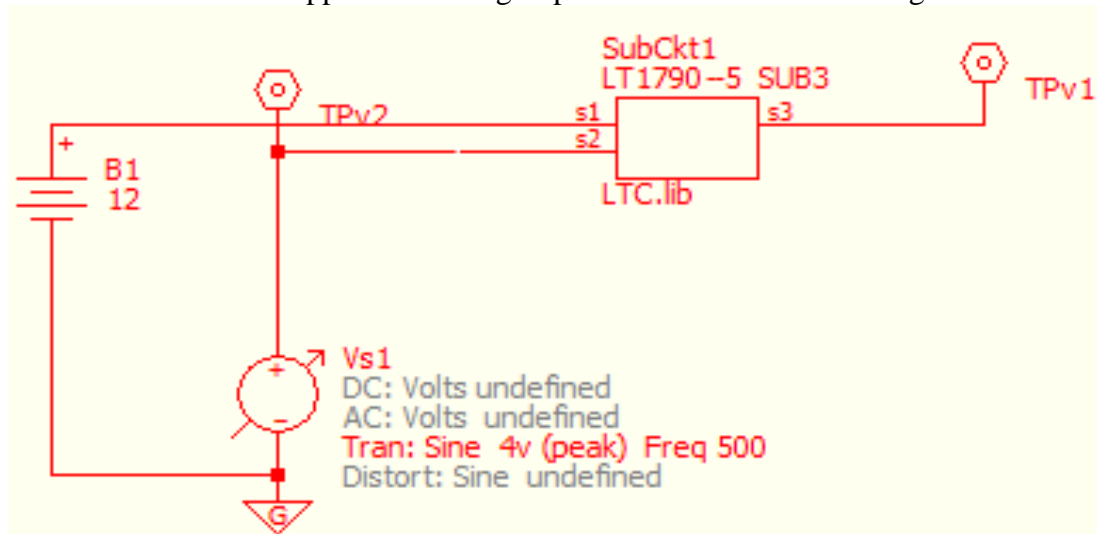 SubCkt1
LT1790-5 SUB3
TPv1
TPv2
s1
s3
s2
+
B1
12
LTC.lib
+
Vs1
DC: Volts undefined
AC: Volts undefined
Tran: Sine 4v (peak) Freq 500
Distort: Sine undefined
G